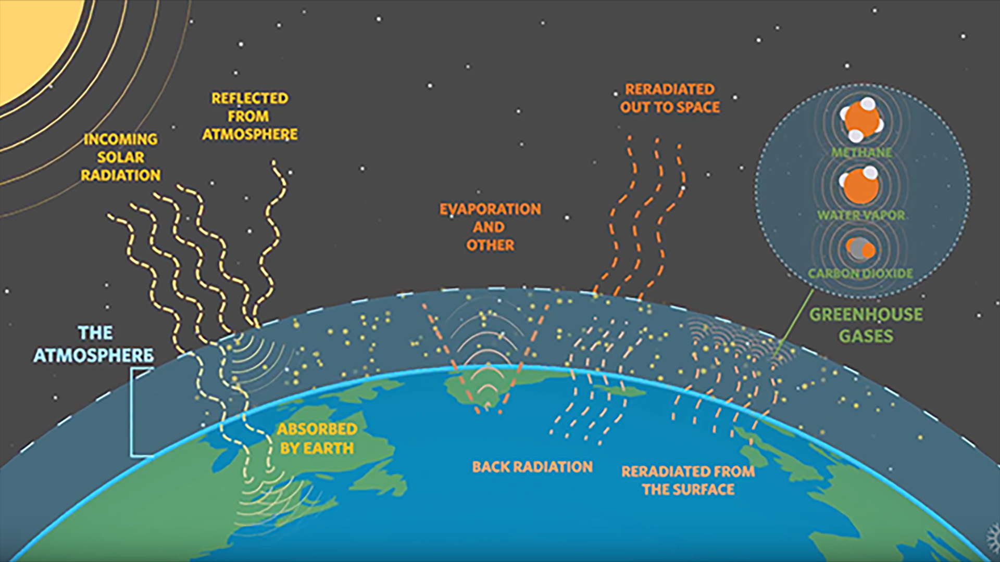 REFLECTED
FROM
ATMOSPHERE
INCOMING
SOLAR
RADIATION
THE
ATMOSPHERE
ABSORBED
BY EARTH
EVAPORATION
AND
OTHER
RERADIATED
OUT TO SPACE
BACK RADIATION
RERADIATED FROM
THE SURFACE
METHANE
WATER VAPOR
CARBON DIOXIDE
GREENHOUSE
GASES